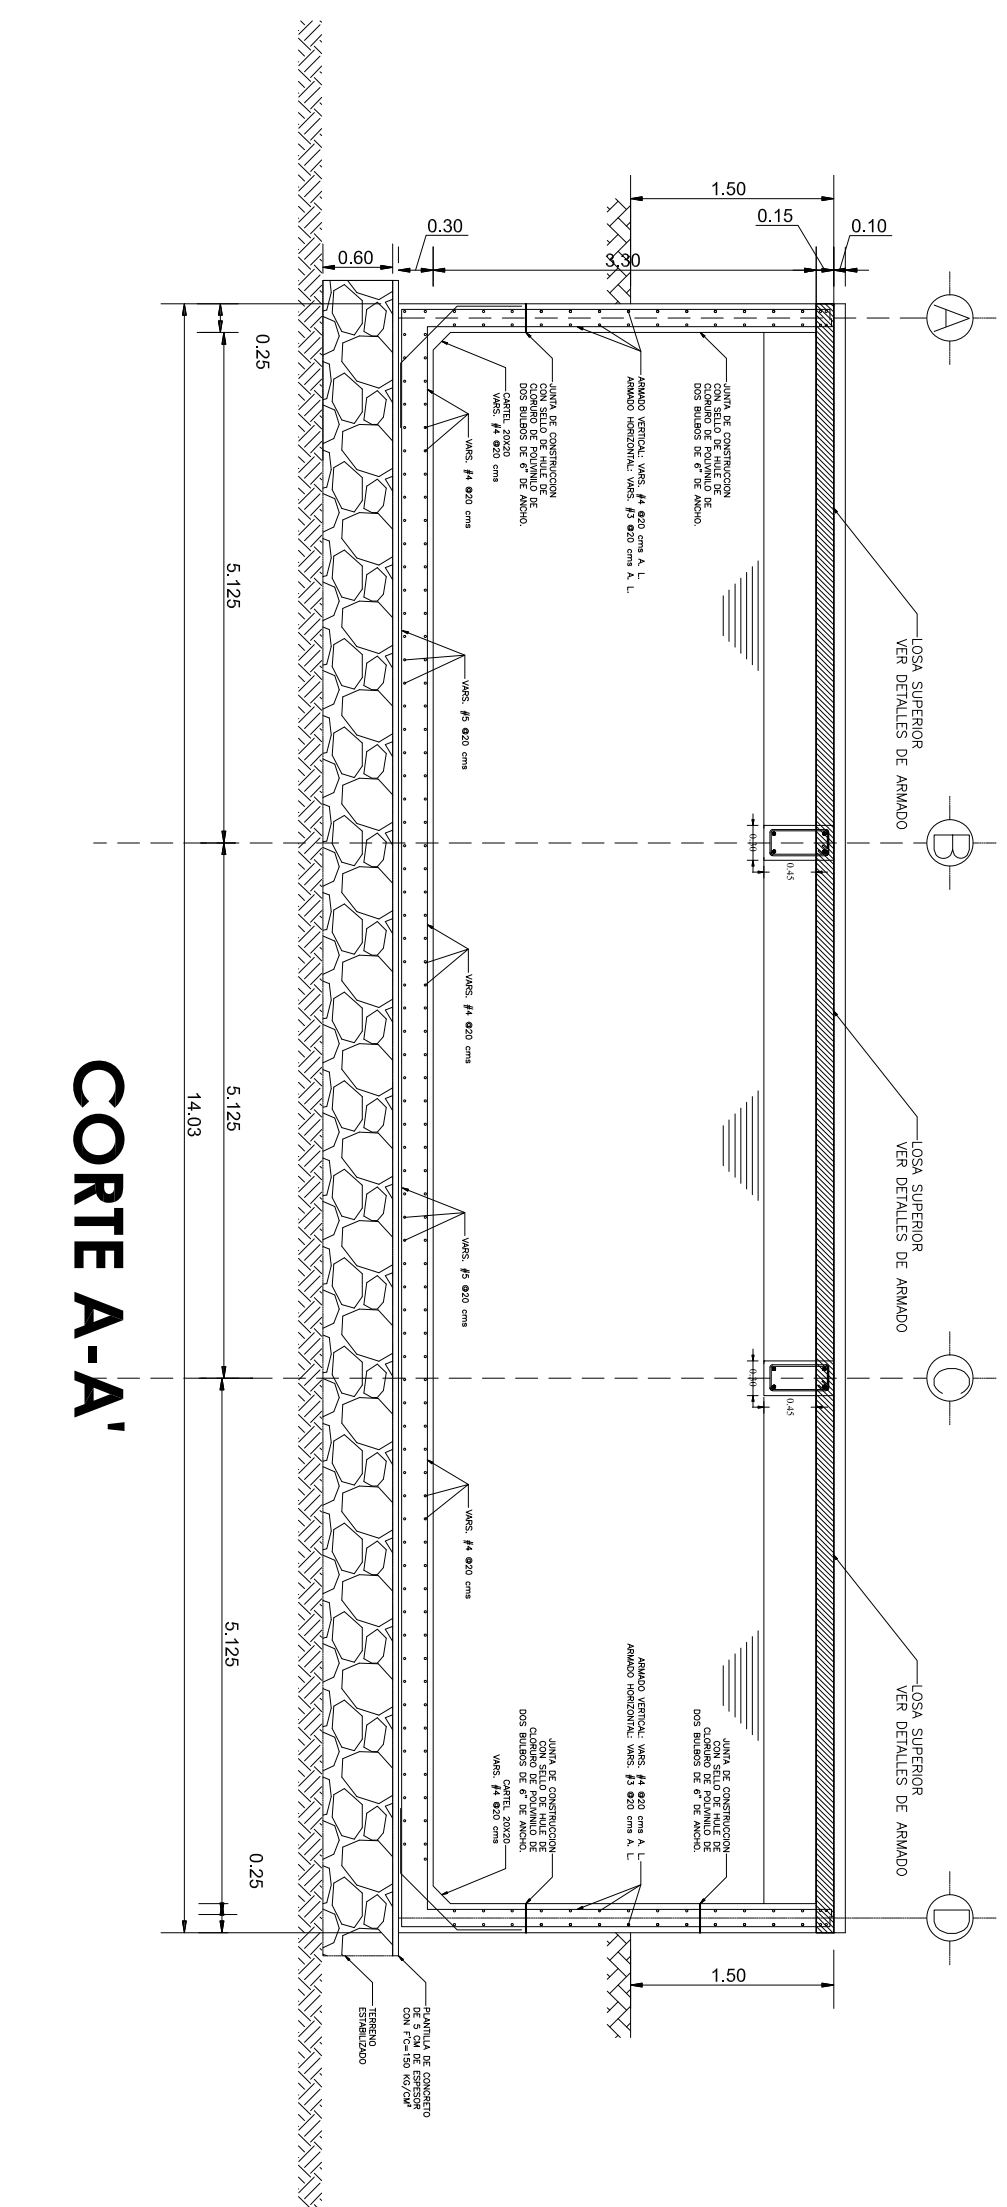 A
B
C
D
LOSA SUPERIOR
VER DETALLES DE ARMADO
LOSA SUPERIOR
VER DETALLES DE ARMADO
LOSA SUPERIOR
VER DETALLES DE ARMADO
0.10
0.15
1.50
3.30
0.30
0.60
1.50
0.30
0.45
0.30
0.45
JUNTA DE CONSTRUCCION
CON SELLO DE HULE DE
CLORURO DE POLIVINILO DE
DOS BULBOS DE 6" DE ANCHO.
ARMADO VERTICAL: VARS. #4 @20 cms A. L.
ARMADO HORIZONTAL: VARS. #3 @20 cms A. L.
JUNTA DE CONSTRUCCION
CON SELLO DE HULE DE
CLORURO DE POLIVINILO DE
DOS BULBOS DE 6" DE ANCHO.
CARTEL 20X20
VARS. #4 @20 cms
VARS. #4 @20 cms
VARS. #5 @20 cms
VARS. #4 @20 cms
VARS. #5 @20 cms
VARS. #4 @20 cms
JUNTA DE CONSTRUCCION
CON SELLO DE HULE DE
CLORURO DE POLIVINILO DE
DOS BULBOS DE 6" DE ANCHO.
ARMADO VERTICAL: VARS. #4 @20 cms A. L.
ARMADO HORIZONTAL: VARS. #3 @20 cms A. L.
JUNTA DE CONSTRUCCION
CON SELLO DE HULE DE
CLORURO DE POLIVINILO DE
DOS BULBOS DE 6" DE ANCHO.
CARTEL 20X20
VARS. #4 @20 cms
PLANTILLA DE CONCRETO
DE 5 CM DE ESPESOR
CON F'C=150 KG/CM²
TERRENO
ESTABILIZADO
0.25
5.125
5.125
5.125
0.25
14.03
CORTE A-A'